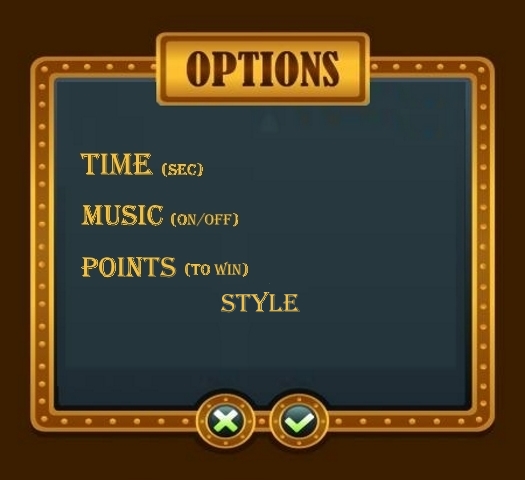 OPTIONS
TIME (SEC)
MUSIC (ON/OFF)
POINTS (TO WIN)
STYLE